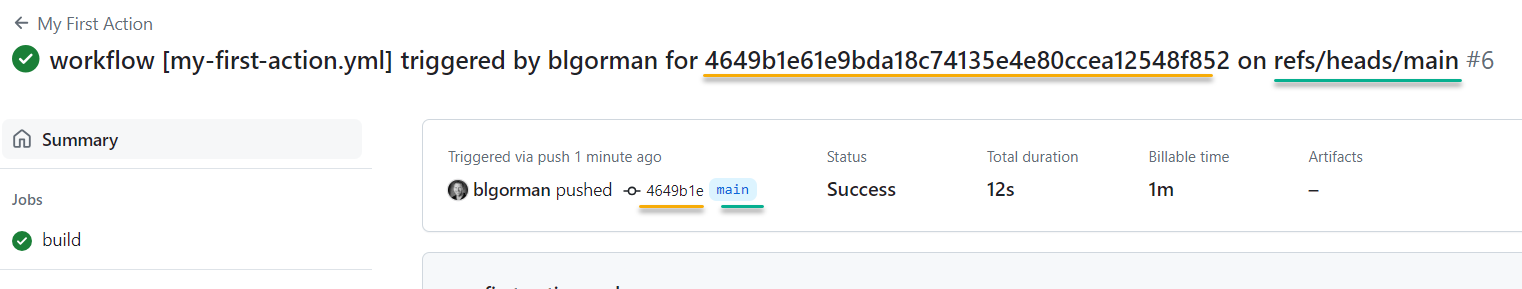 My First Action
workflow [my-first-action.yml] triggered by blgorman for 4649b1e61e9bda18c74135e4e80ccea12548f852 on refs/heads/main #6
Summary
Jobs
build
Triggered via push 1 minute ago
blgorman pushed 4649b1e main
Status
Success
Total duration
12s
Billable time
1m
Artifacts
–